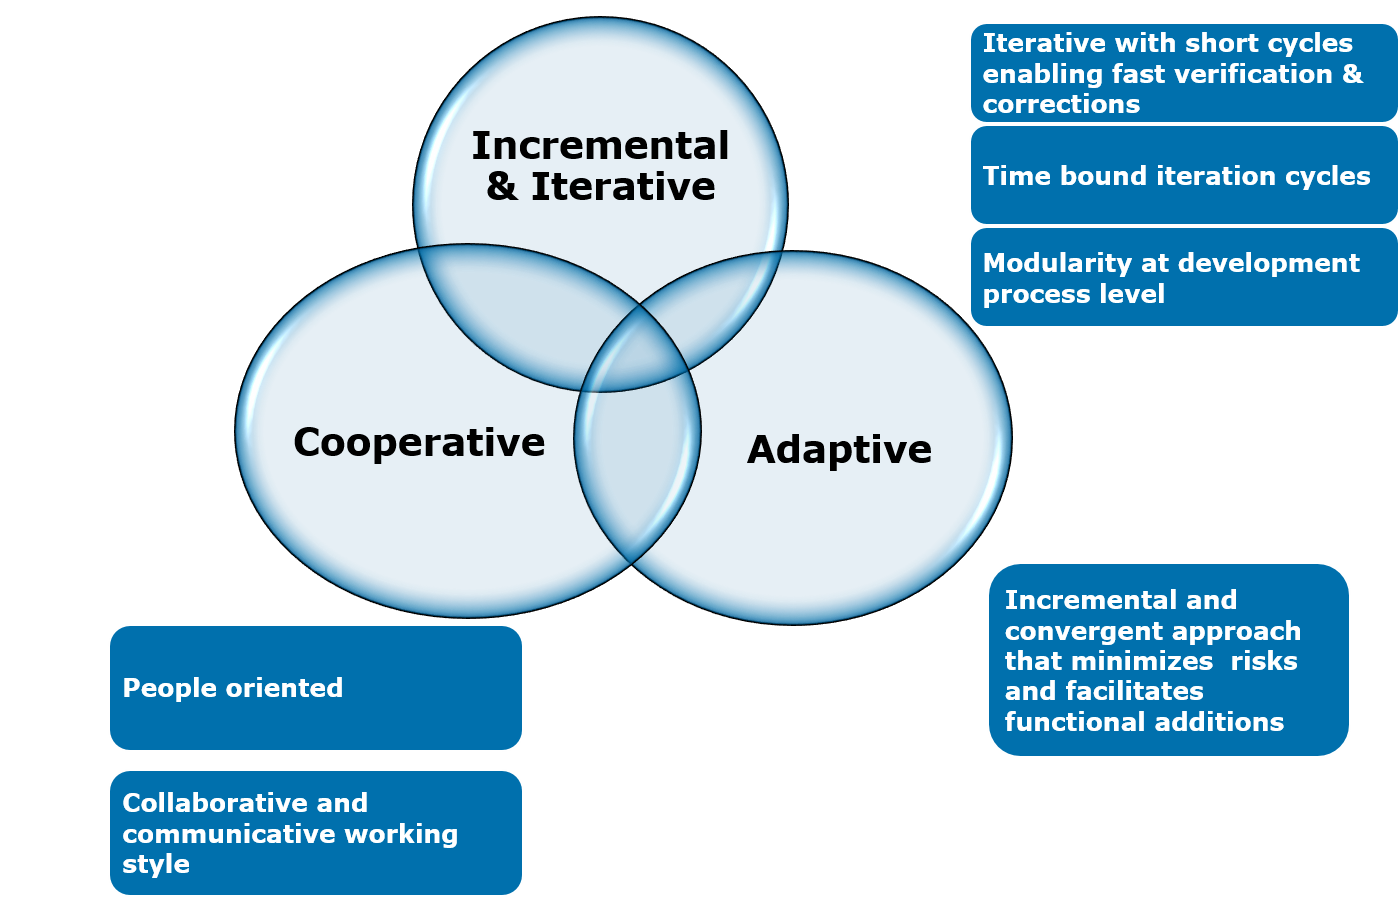 Incremental
& Iterative
Cooperative
Adaptive
Iterative with short cycles
enabling fast verification &
corrections
Time bound iteration cycles
Modularity at development
process level
Incremental and
convergent approach
that minimizes  risks
and facilitates
functional additions
People oriented
Collaborative and
communicative working
style